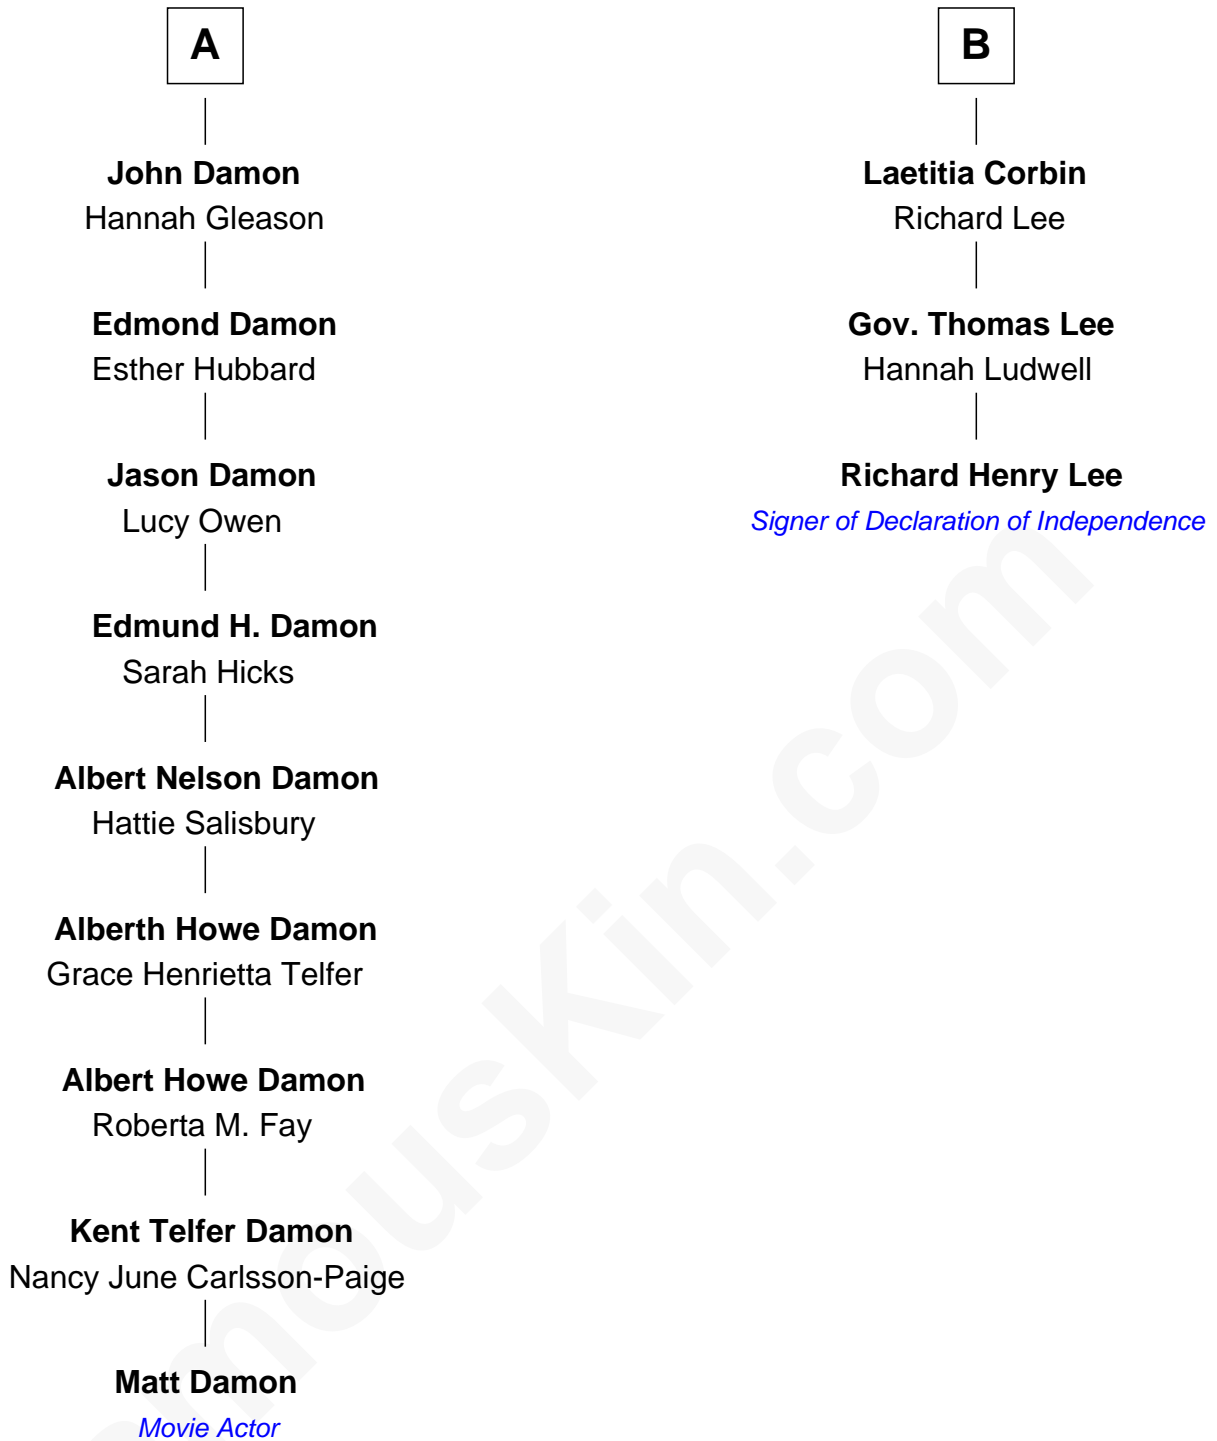 A
John Damon
Hannah Gleason
Edmond Damon
Esther Hubbard
Jason Damon
Lucy Owen
Edmund H. Damon
Sarah Hicks
Albert Nelson Damon
Hattie Salisbury
Alberth Howe Damon
Grace Henrietta Telfer
Albert Howe Damon
Roberta M. Fay
Kent Telfer Damon
Nancy June Carlsson-Paige
Matt Damon
Movie Actor
B
Laetitia Corbin
Richard Lee
Gov. Thomas Lee
Hannah Ludwell
Richard Henry Lee
Signer of Declaration of Independence
mousKin.com